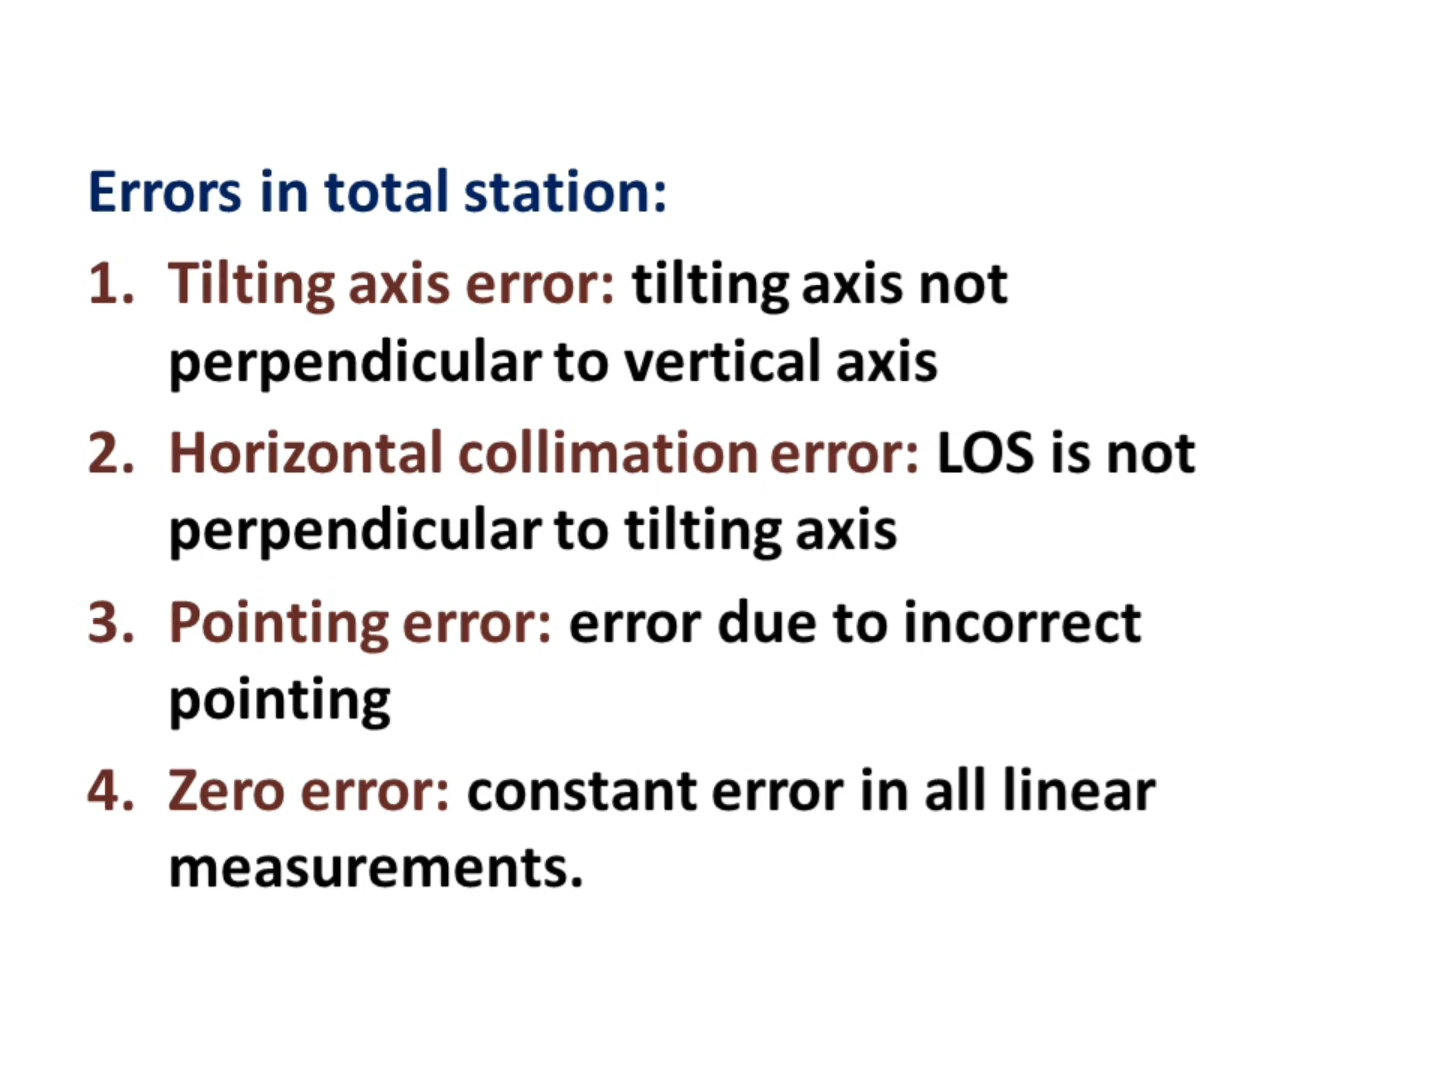 Errors in total station:
1. Tilting axis error: tilting axis not
perpendicular to vertical axis
2. Horizontal collimation error: LOS is not
perpendicular to tilting axis
3. Pointing error: error due to incorrect
pointing
4. Zero error: constant error in all linear
measurements.